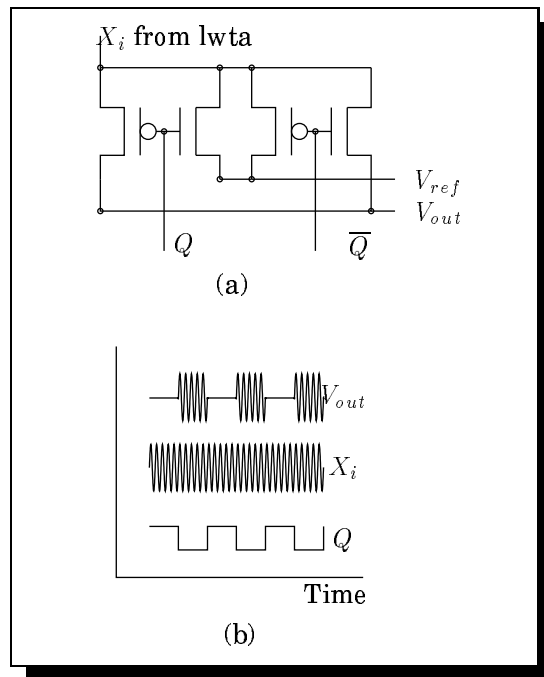 X_i from lwta
V_ref
V_out
Q Q̅
(a)
V_out
X_i
Q
Time
(b)